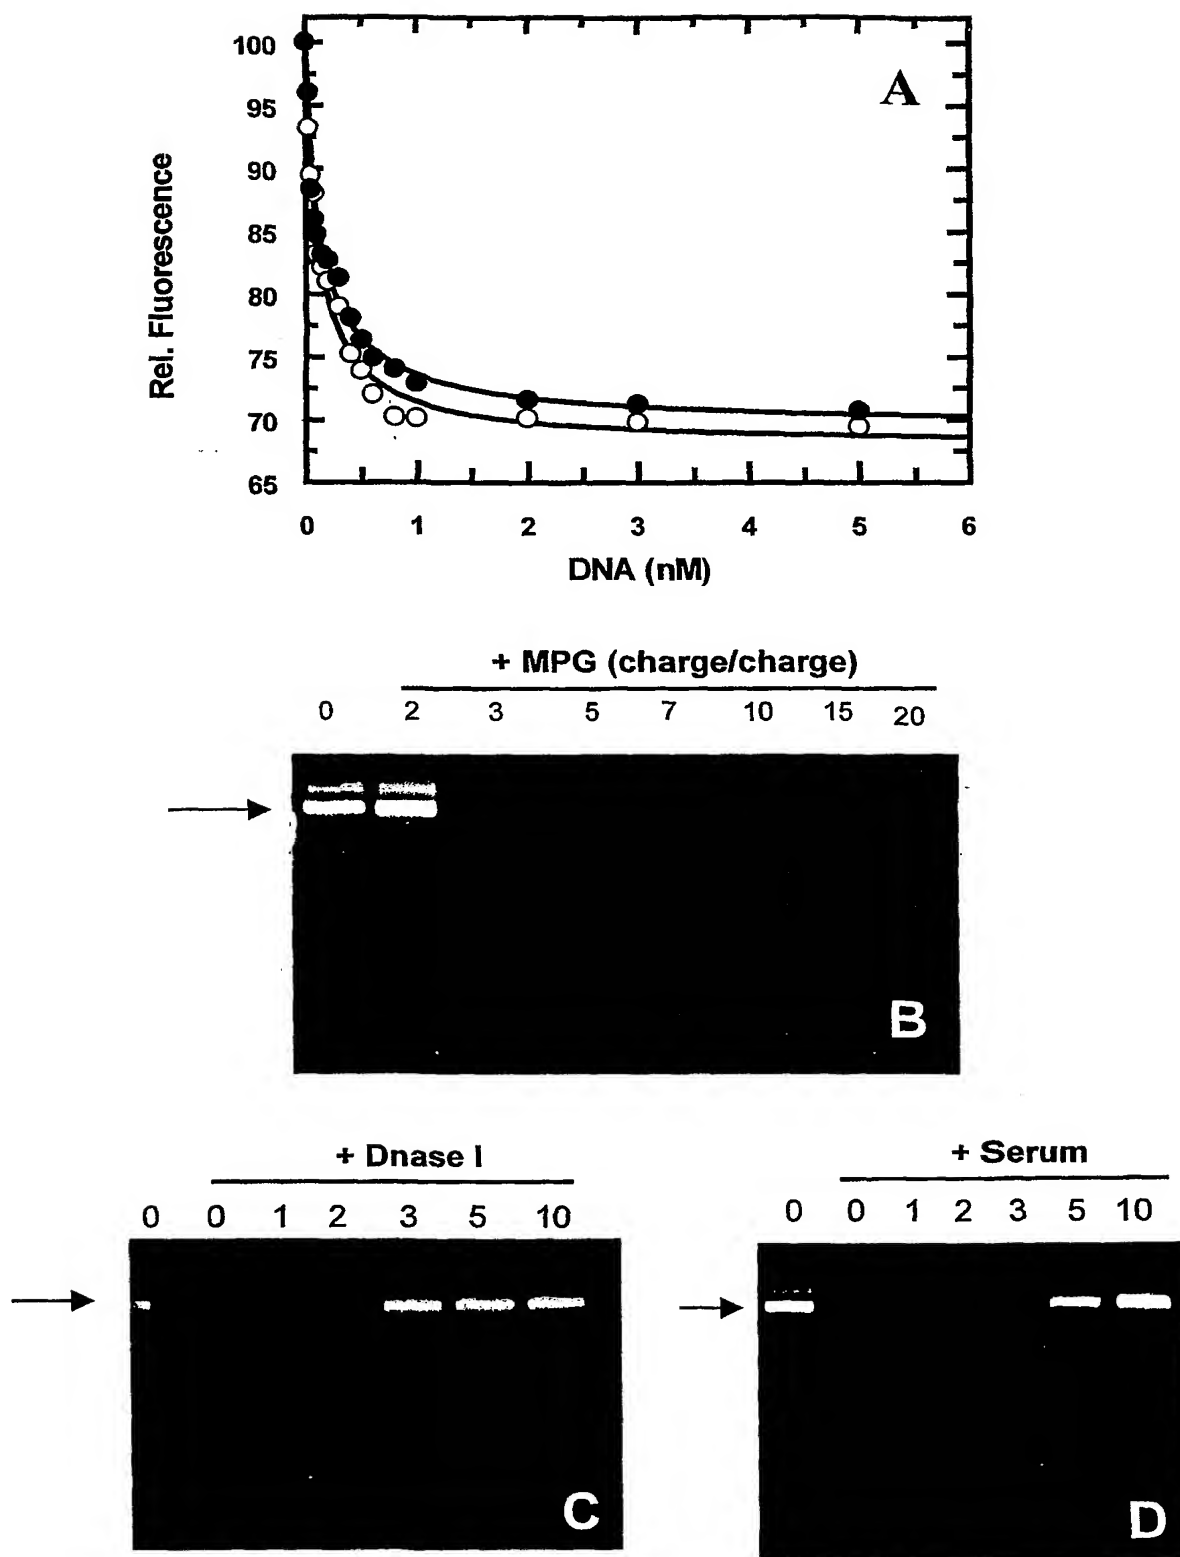 A
100
95
90
85
80
75
70
65
Rel. Fluorescence
0 1 2 3 4 5 6
DNA (nM)
+ MPG (charge/charge)
0 2 3 5 7 10 15 20
B
+ Dnase I
0 0 1 2 3 5 10
C
+ Serum
0 0 1 2 3 5 10
D